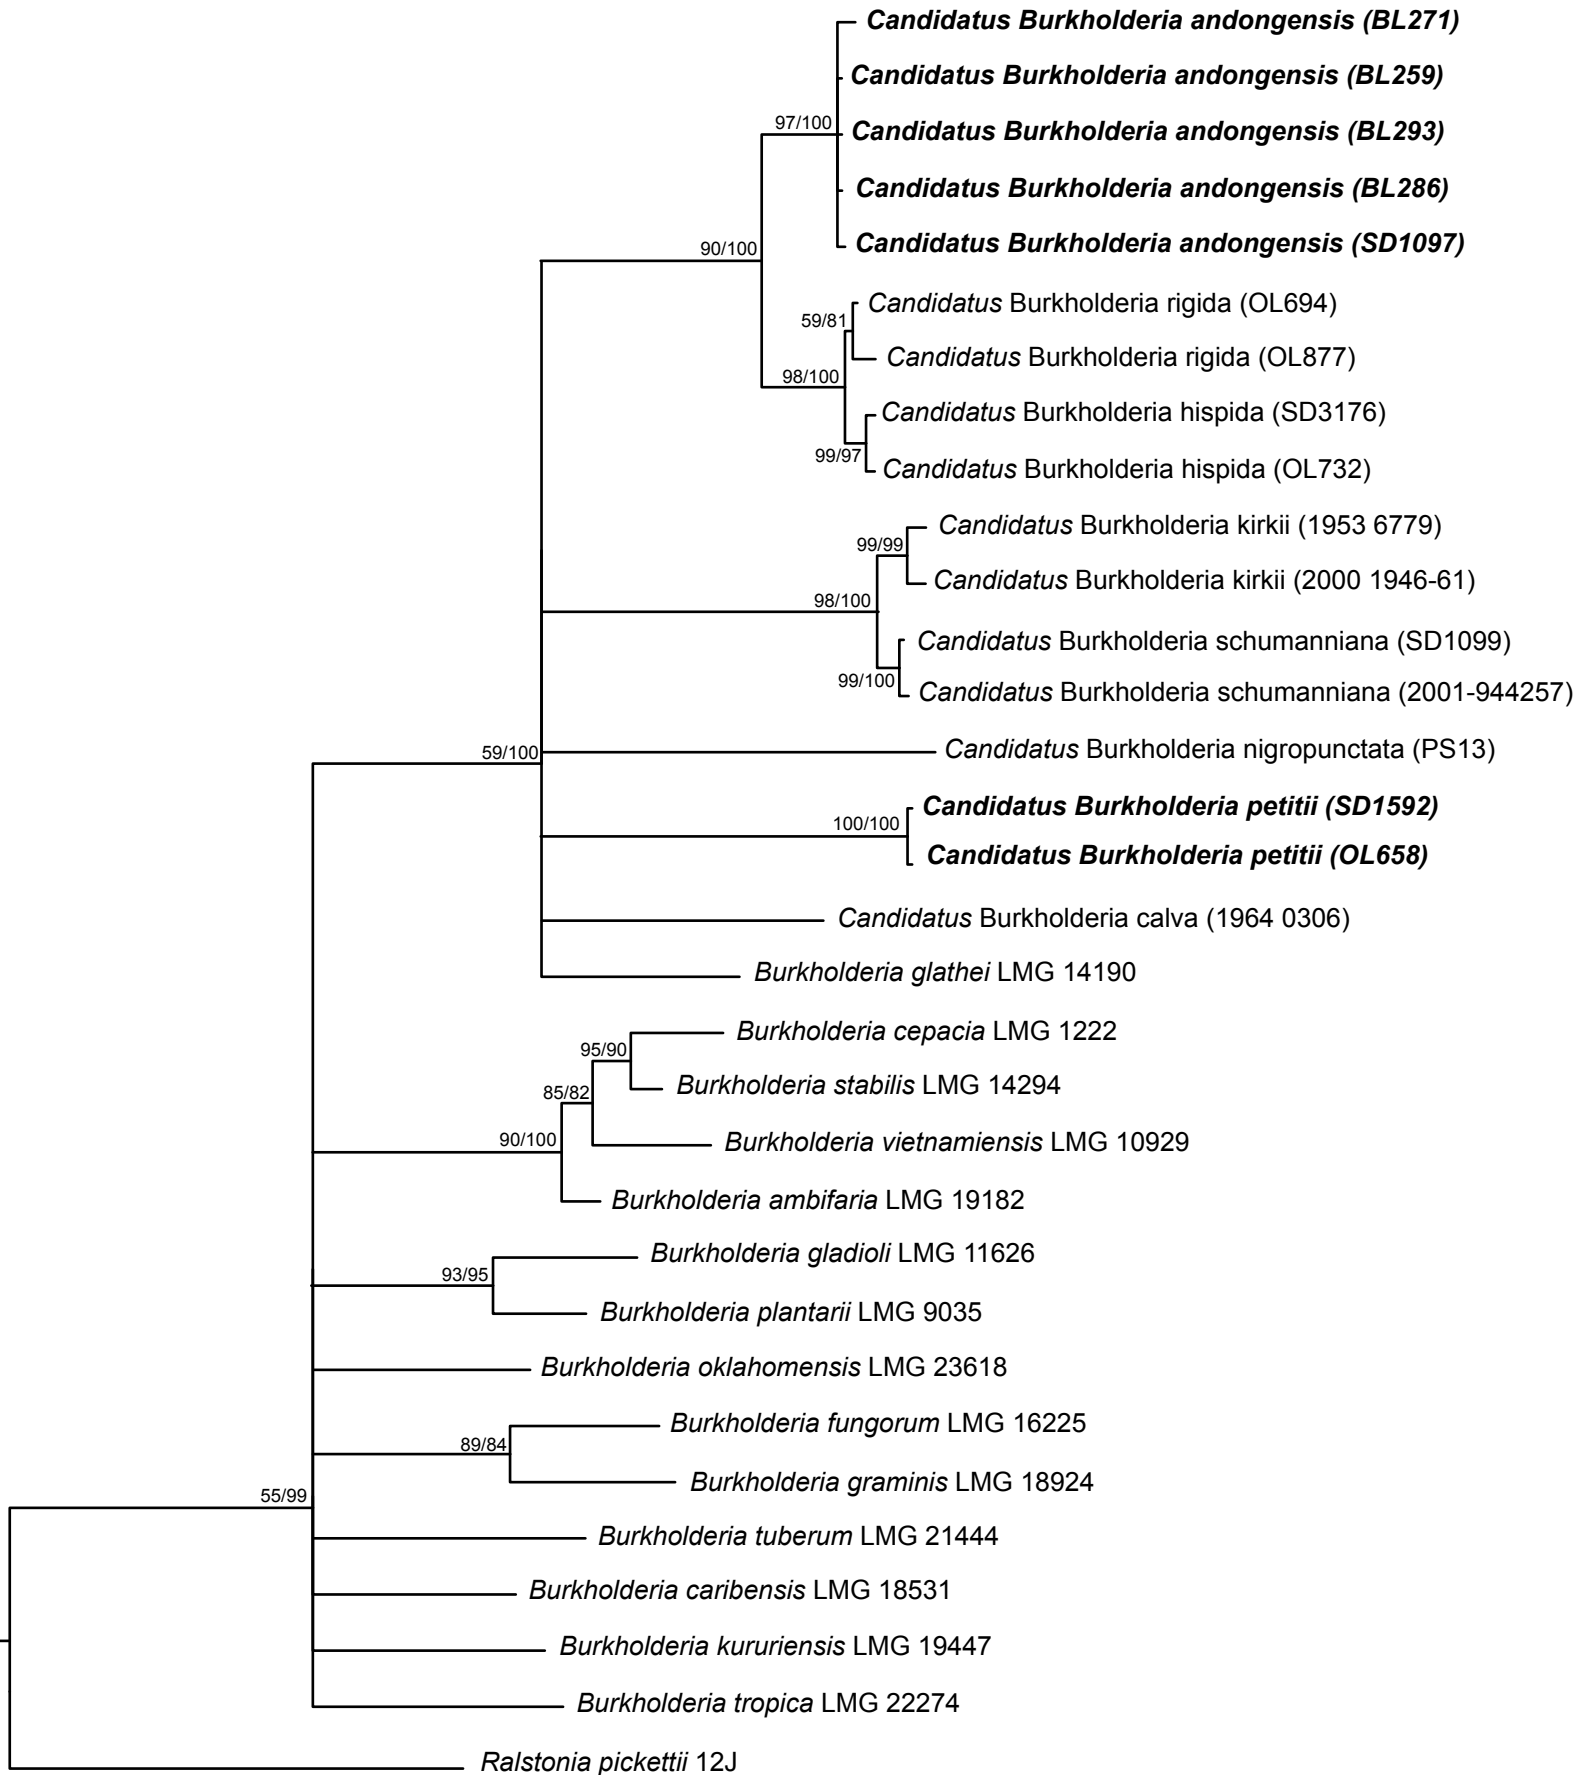 Candidatus Burkholderia andongensis (BL271)
Candidatus Burkholderia andongensis (BL259)
97/100
Candidatus Burkholderia andongensis (BL293)
Candidatus Burkholderia andongensis (BL286)
Candidatus Burkholderia andongensis (SD1097)
90/100
Candidatus Burkholderia rigida (OL694)
59/81
Candidatus Burkholderia rigida (OL877)
98/100
Candidatus Burkholderia hispida (SD3176)
99/97
Candidatus Burkholderia hispida (OL732)
Candidatus Burkholderia kirkii (1953 6779)
99/99
Candidatus Burkholderia kirkii (2000 1946-61)
98/100
Candidatus Burkholderia schumanniana (SD1099)
99/100
Candidatus Burkholderia schumanniana (2001-944257)
59/100
Candidatus Burkholderia nigropunctata (PS13)
Candidatus Burkholderia petitii (SD1592)
100/100
Candidatus Burkholderia petitii (OL658)
Candidatus Burkholderia calva (1964 0306)
Burkholderia glathei LMG 14190
Burkholderia cepacia LMG 1222
95/90
Burkholderia stabilis LMG 14294
85/82
Burkholderia vietnamiensis LMG 10929
90/100
Burkholderia ambifaria LMG 19182
Burkholderia gladioli LMG 11626
93/95
Burkholderia plantarii LMG 9035
Burkholderia oklahomensis LMG 23618
Burkholderia fungorum LMG 16225
89/84
Burkholderia graminis LMG 18924
55/99
Burkholderia tuberum LMG 21444
Burkholderia caribensis LMG 18531
Burkholderia kururiensis LMG 19447
Burkholderia tropica LMG 22274
Ralstonia pickettii 12J